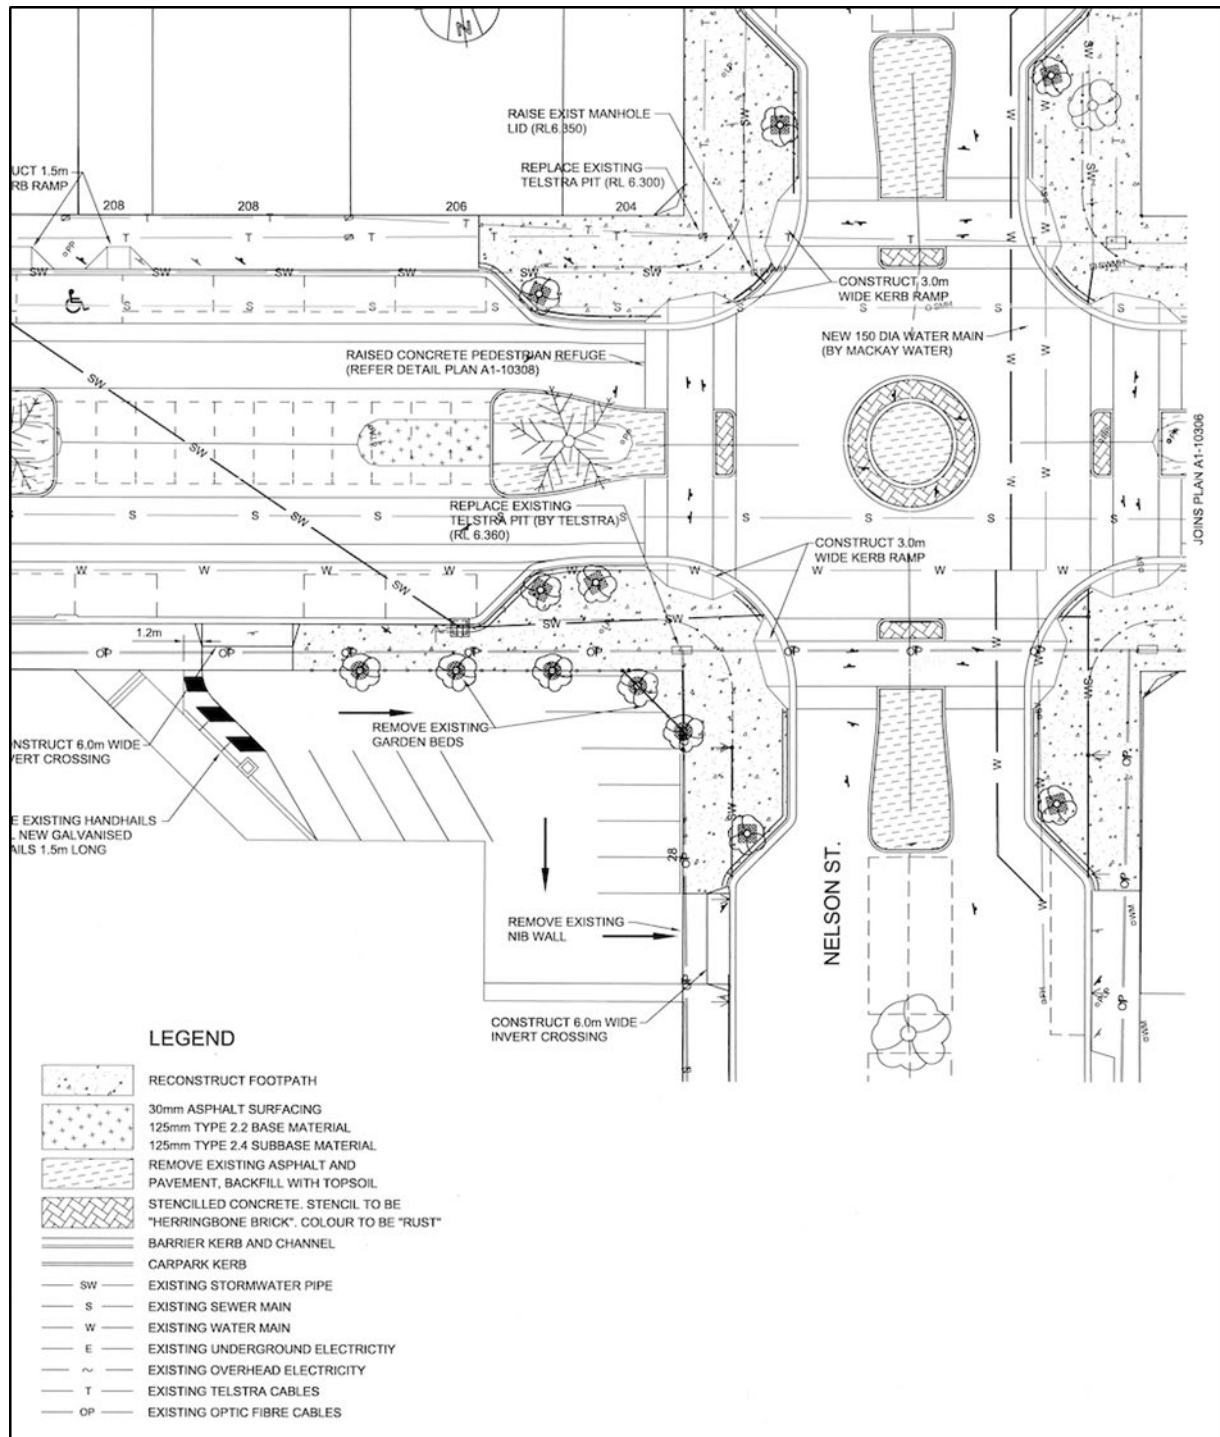 N
RAISE EXIST MANHOLE
LID (RL6.350)
REPLACE EXISTING
TELSTRA PIT (RL 6.300)
UCT 1.5m
RB RAMP
208
208
206
204
CONSTRUCT 3.0m
WIDE KERB RAMP
NEW 150 DIA WATER MAIN
(BY MACKAY WATER)
RAISED CONCRETE PEDESTRIAN REFUGE
(REFER DETAIL PLAN A1-10308)
JOINS PLAN A1-10306
REPLACE EXISTING
TELSTRA PIT (BY TELSTRA)
(RL 6.360)
CONSTRUCT 3.0m
WIDE KERB RAMP
1.2m
REMOVE EXISTING
GARDEN BEDS
ONSTRUCT 6.0m WIDE
VERT CROSSING
E EXISTING HANDHAILS
L NEW GALVANISED
AILS 1.5m LONG
28
NELSON ST.
REMOVE EXISTING
NIB WALL
CONSTRUCT 6.0m WIDE
INVERT CROSSING
LEGEND
RECONSTRUCT FOOTPATH
30mm ASPHALT SURFACING
125mm TYPE 2.2 BASE MATERIAL
125mm TYPE 2.4 SUBBASE MATERIAL
REMOVE EXISTING ASPHALT AND
PAVEMENT, BACKFILL WITH TOPSOIL
STENCILLED CONCRETE. STENCIL TO BE
"HERRINGBONE BRICK". COLOUR TO BE "RUST"
BARRIER KERB AND CHANNEL
CARPARK KERB
SW EXISTING STORMWATER PIPE
S EXISTING SEWER MAIN
W EXISTING WATER MAIN
E EXISTING UNDERGROUND ELECTRICTIY
~ EXISTING OVERHEAD ELECTRICITY
T EXISTING TELSTRA CABLES
OP EXISTING OPTIC FIBRE CABLES